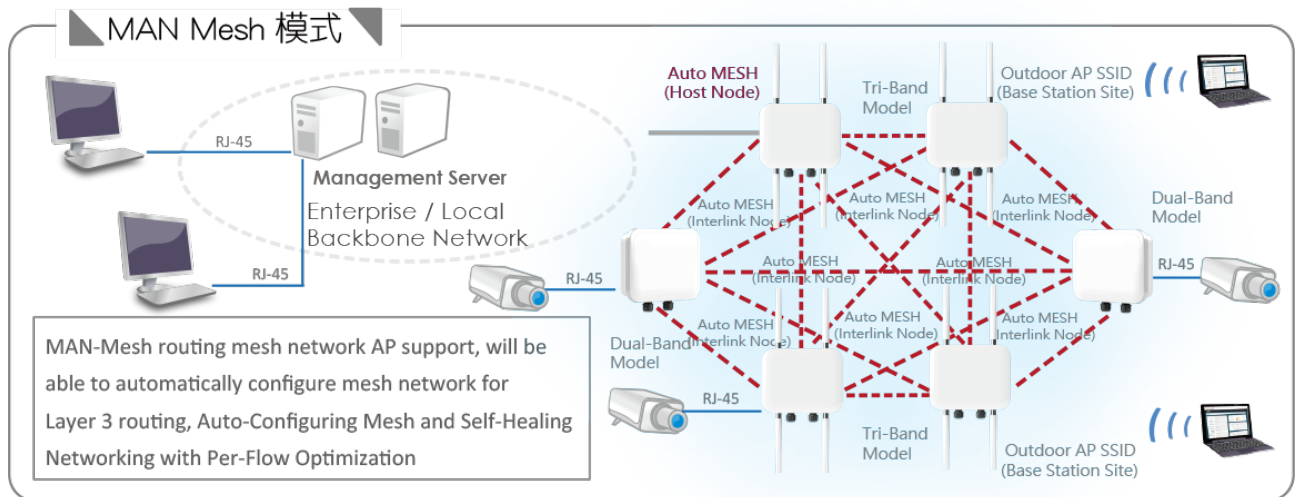 MAN Mesh 模式
Auto MESH
(Host Node)
Tri-Band
Model
Outdoor AP SSID
(Base Station Site)
RJ-45
Management Server
Enterprise / Local
Backbone Network
RJ-45
Dual-Band
Model
Auto MESH
(Interlink Node)
Auto MESH
(Interlink Node)
Auto MESH
(Interlink Node)
RJ-45
Auto MESH
(Interlink Node)
Auto MESH
(Interlink Node)
RJ-45
Auto MESH
(Interlink Node)
Auto MESH
(Interlink Node)
Auto MESH
Interlink Node)
Dual-Band
Model
RJ-45
Tri-Band
Model
Outdoor AP SSID
(Base Station Site)
MAN-Mesh routing mesh network AP support, will be
able to automatically configure mesh network for
Layer 3 routing, Auto-Configuring Mesh and Self-Healing
Networking with Per-Flow Optimization